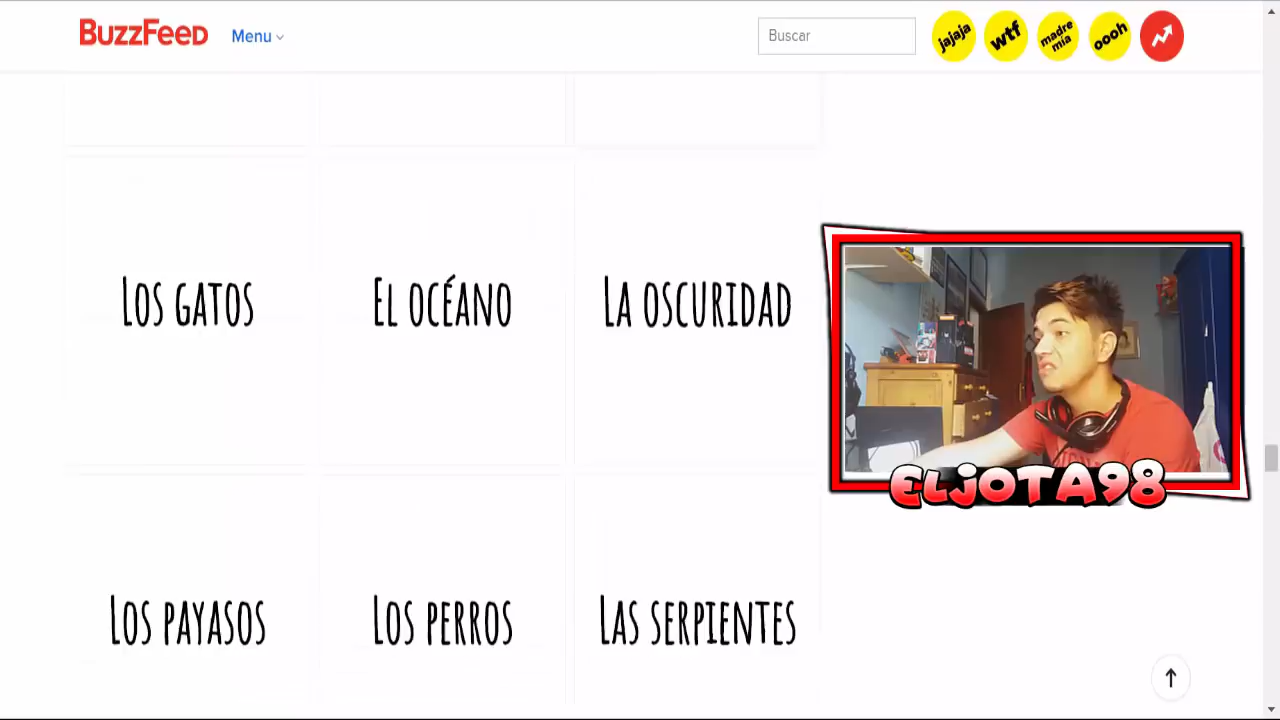 BuzzFeed
Menu
Buscar
jajaja
wtf
madre
mia
oooh
Los gatos
El océano
La oscuridad
ELJOTA98
Los payasos
Los perros
Las serpientes